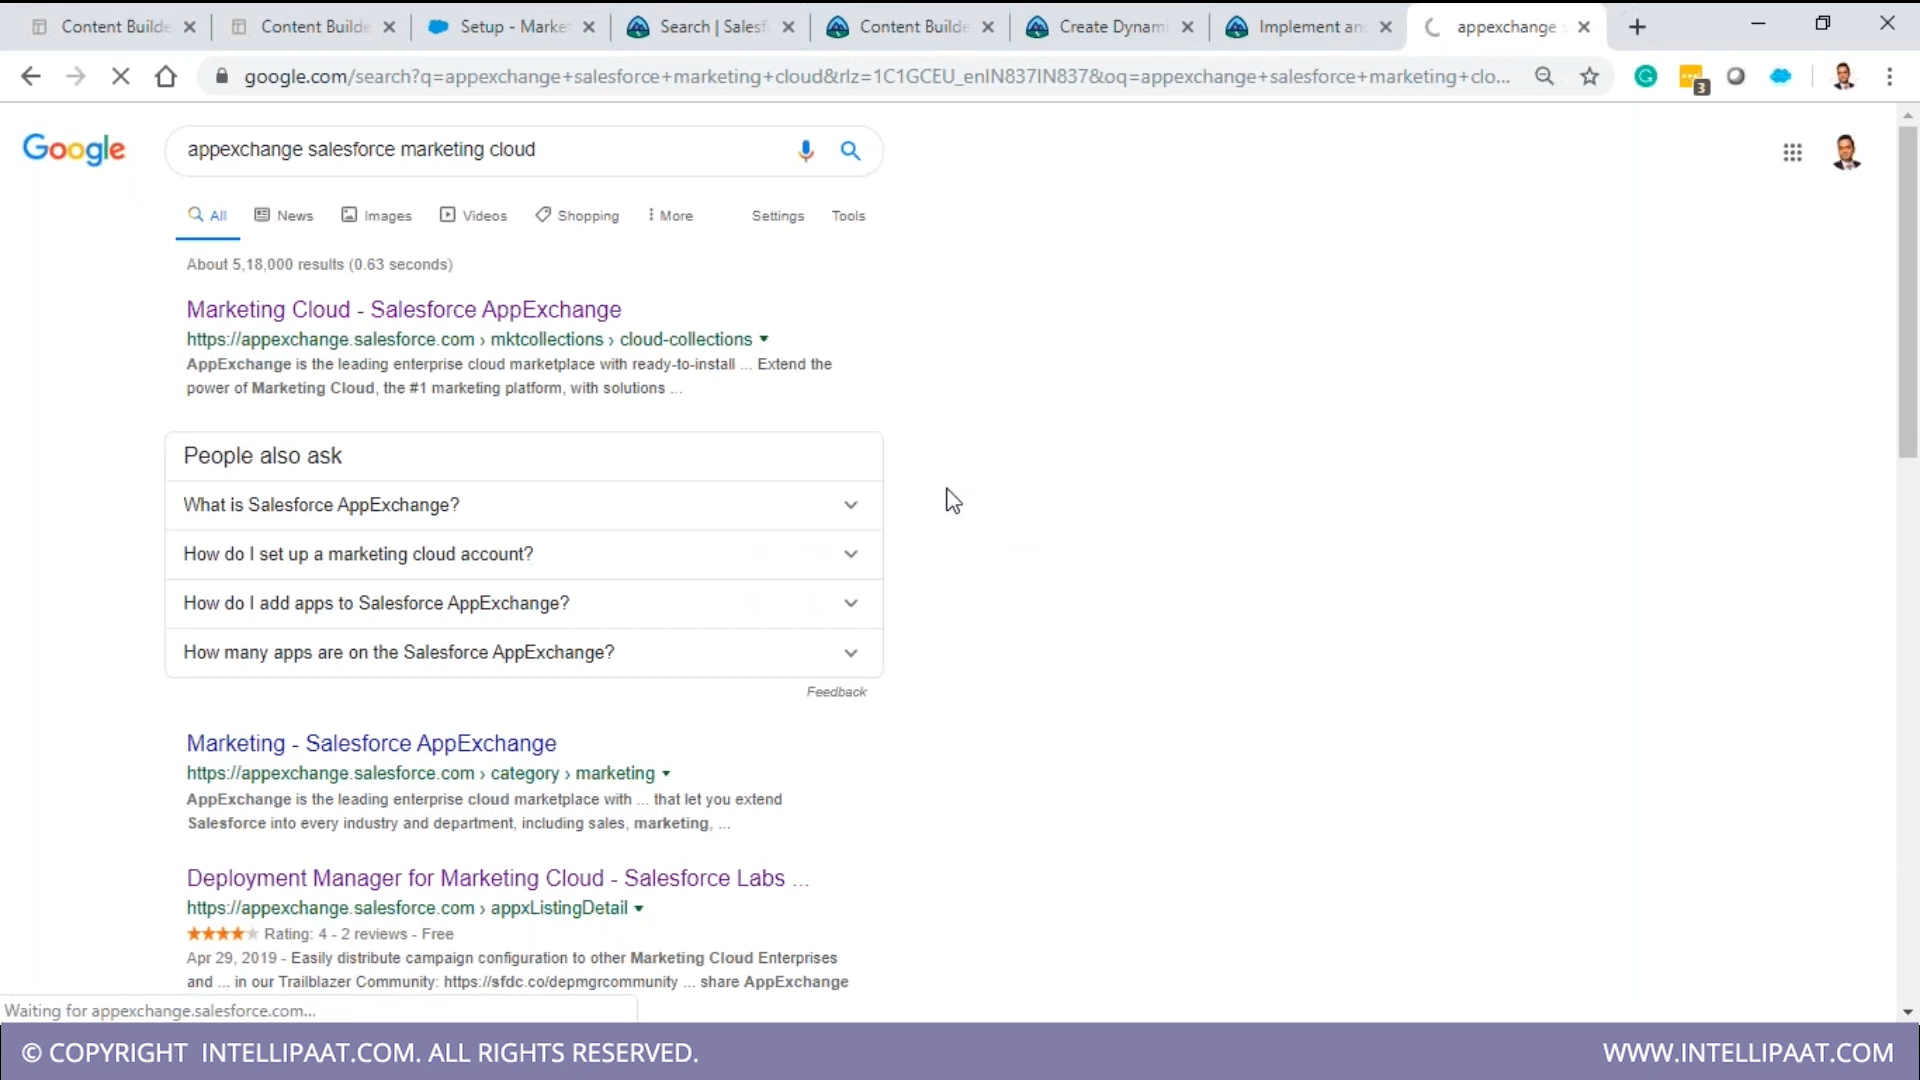 Content Builde
Content Builde
Setup - Marke
Search | Salesf
Content Builde
Create Dynami
Implement an
appexchange
google.com/search?q=appexchange+salesforce+marketing+cloud&rlz=1C1GCEU_enIN837IN837&oq=appexchange+salesforce+marketing+clo...
3
Google
appexchange salesforce marketing cloud
All News Images Videos Shopping More Settings Tools
About 5,18,000 results (0.63 seconds)
Marketing Cloud - Salesforce AppExchange
https://appexchange.salesforce.com › mktcollections › cloud-collections
AppExchange is the leading enterprise cloud marketplace with ready-to-install ... Extend the
power of Marketing Cloud, the #1 marketing platform, with solutions ...
People also ask
What is Salesforce AppExchange?
How do I set up a marketing cloud account?
How do I add apps to Salesforce AppExchange?
How many apps are on the Salesforce AppExchange?
Feedback
Marketing - Salesforce AppExchange
https://appexchange.salesforce.com › category › marketing
AppExchange is the leading enterprise cloud marketplace with ... that let you extend
Salesforce into every industry and department, including sales, marketing, ...
Deployment Manager for Marketing Cloud - Salesforce Labs ...
https://appexchange.salesforce.com › appxListingDetail
Rating: 4 - 2 reviews - Free
Apr 29, 2019 - Easily distribute campaign configuration to other Marketing Cloud Enterprises
and ... in our Trailblazer Community: https://sfdc.co/depmgrcommunity ... share AppExchange
Waiting for appexchange.salesforce.com...
© COPYRIGHT INTELLIPAAT.COM. ALL RIGHTS RESERVED.
WWW.INTELLIPAAT.COM